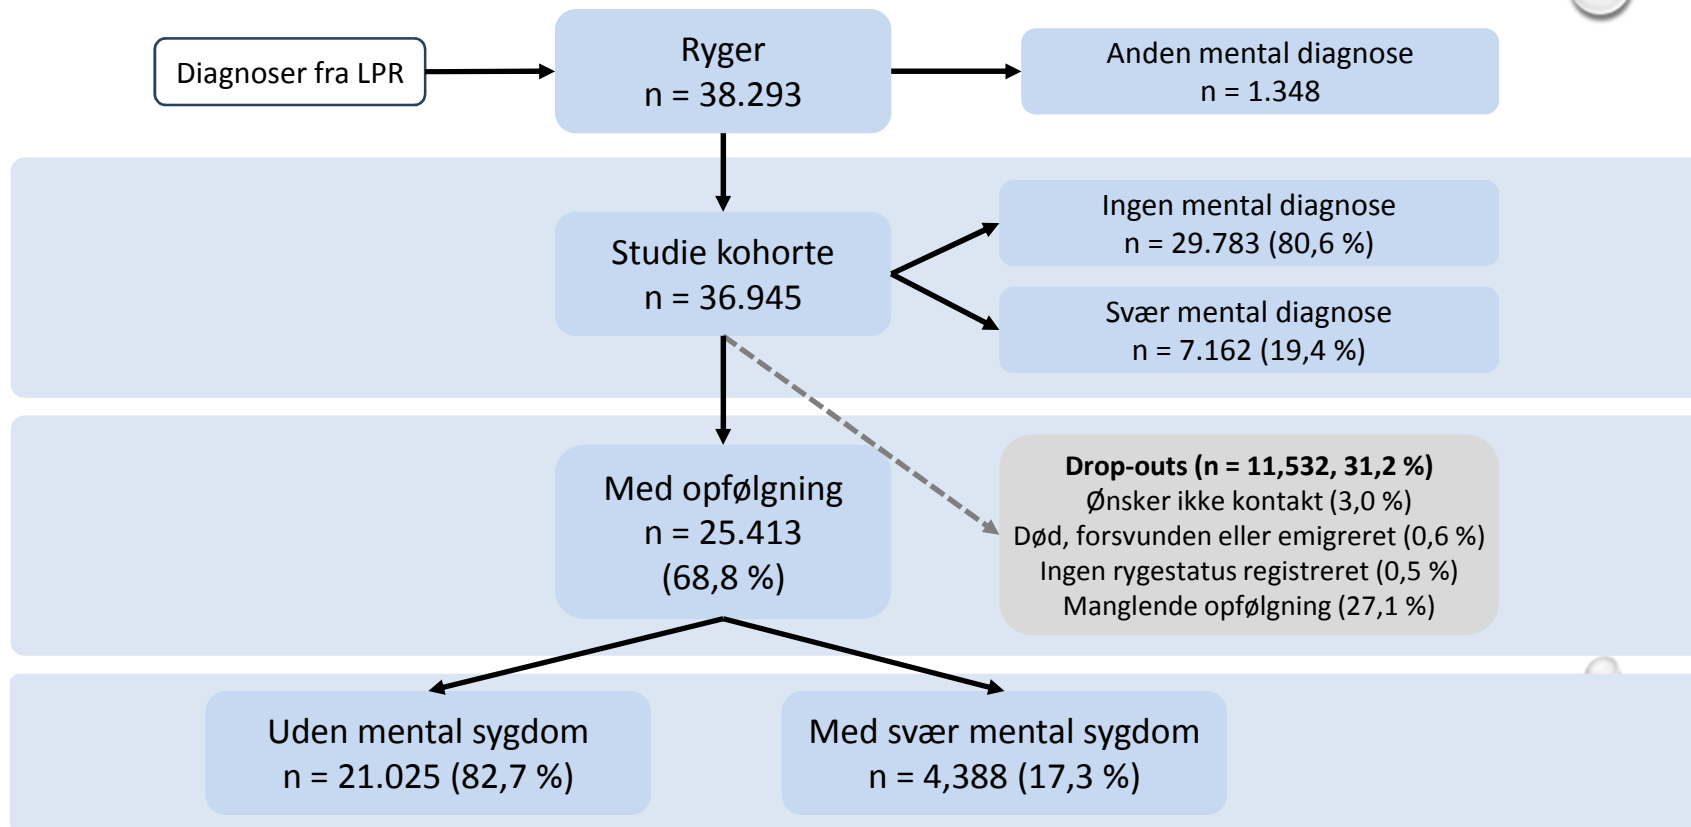 Diagnoser fra LPR
Ryger
n = 38.293
Anden mental diagnose
n = 1.348
Studie kohorte
n = 36.945
Ingen mental diagnose
n = 29.783 (80,6 %)
Svær mental diagnose
n = 7.162 (19,4 %)
Med opfølgning
n = 25.413
(68,8 %)
Drop-outs (n = 11,532, 31,2 %)
Ønsker ikke kontakt (3,0 %)
Død, forsvunden eller emigreret (0,6 %)
Ingen rygestatus registreret (0,5 %)
Manglende opfølgning (27,1 %)
Uden mental sygdom
n = 21.025 (82,7 %)
Med svær mental sygdom
n = 4,388 (17,3 %)